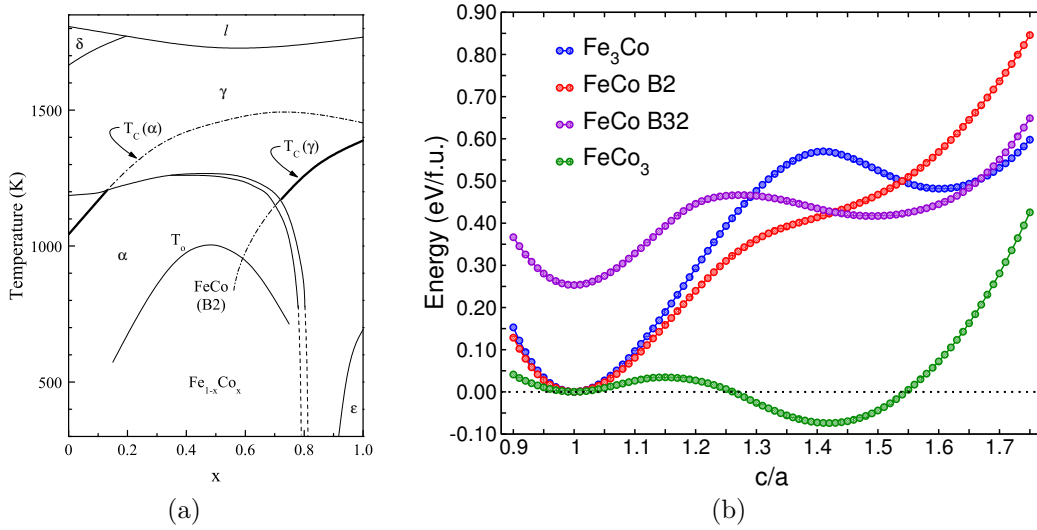 Temperature (K)
1500
1000
500
0
0.2
0.4
0.6
0.8
1.0
x
l
δ
γ
T_C(α)
T_C(γ)
α
T_o
FeCo
(B2)
Fe_{1-x}Co_x
ε
(a)
Energy (eV/f.u.)
0.90
0.80
0.70
0.60
0.50
0.40
0.30
0.20
0.10
0.00
-0.10
Fe_3Co
FeCo B2
FeCo B32
FeCo_3
0.9
1
1.1
1.2
1.3
1.4
1.5
1.6
1.7
c/a
(b)